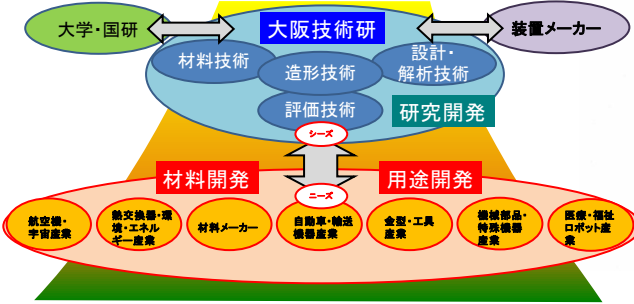 大学・国研
大阪技術研
装置メーカー
材料技術
造形技術
設計・
解析技術
評価技術
研究開発
シーズ
材料開発
用途開発
ニーズ
航空機・
宇宙産業
熱交換器・環
境・エネル
ギー産業
材料メーカー
自動車・輸送
機器産業
金型・工具
産業
機械部品・
特殊機器
産業
医療・福祉
ロボット産
業